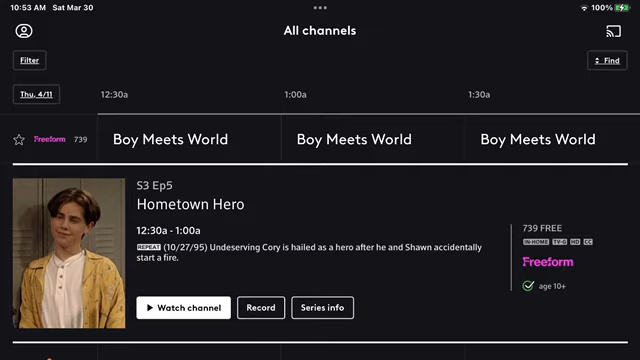 10:53 AM Sat Mar 30
100%
All channels
Filter
Find
Thu, 4/11
12:30a
1:00a
1:30a
Freeform 739
Boy Meets World
Boy Meets World
Boy Meets World
S3 Ep5
Hometown Hero
12:30a - 1:00a
REPEAT (10/27/95) Undeserving Cory is hailed as a hero after he and Shawn accidentally
start a fire.
739 FREE
IN-HOME TV-G HD CC
Freeform
age 10+
Watch channel
Record
Series info